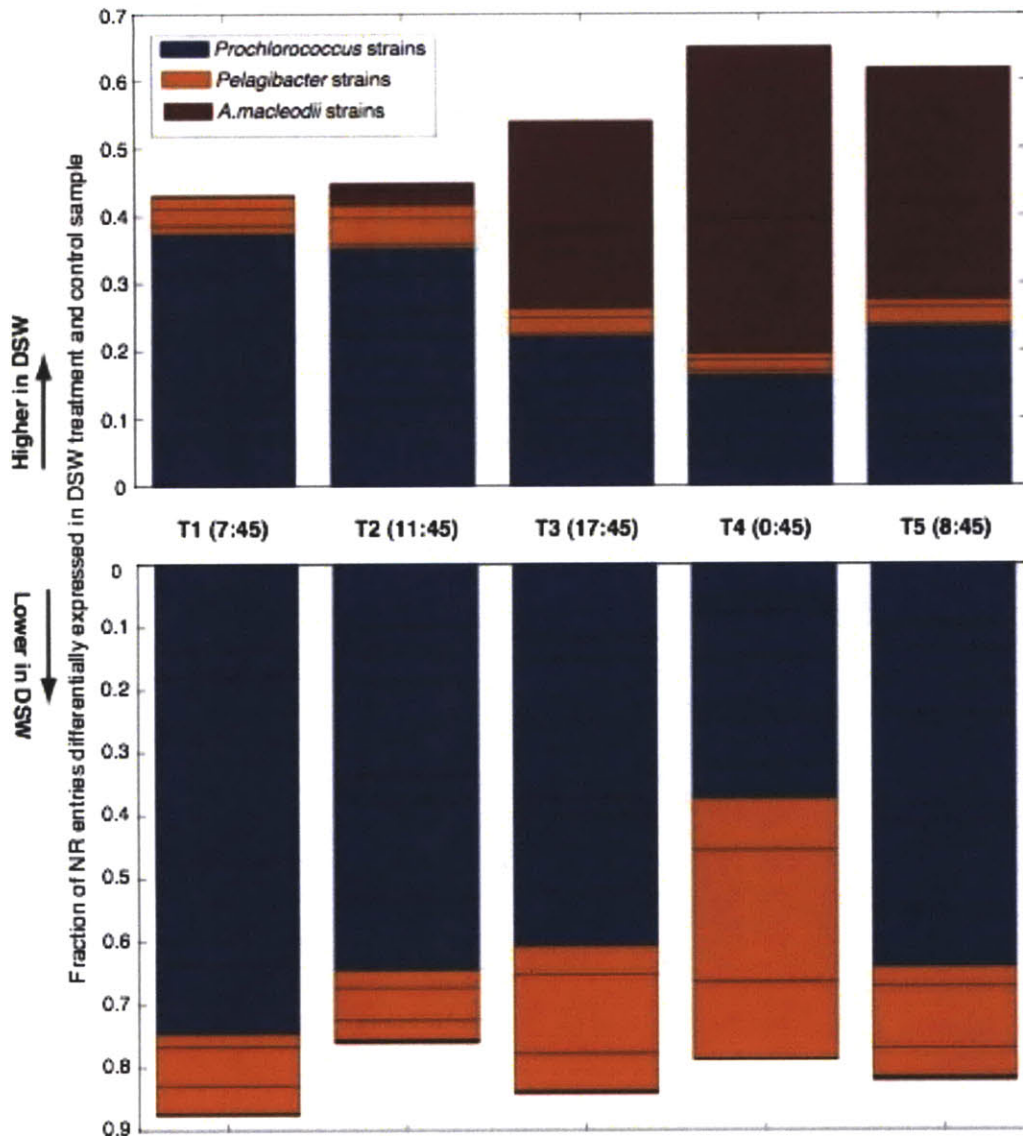 0.7
Prochlorococcus strains
Pelagibacter strains
A.macleodii strains
0.6
0.5
0.4
0.3
0.2
0.1
0
Higher in DSW
Fraction of NR entries differentially expressed in DSW treatment and control sample
T1 (7:45) T2 (11:45) T3 (17:45) T4 (0:45) T5 (8:45)
Lower in DSW
0
0.1
0.2
0.3
0.4
0.5
0.6
0.7
0.8
0.9